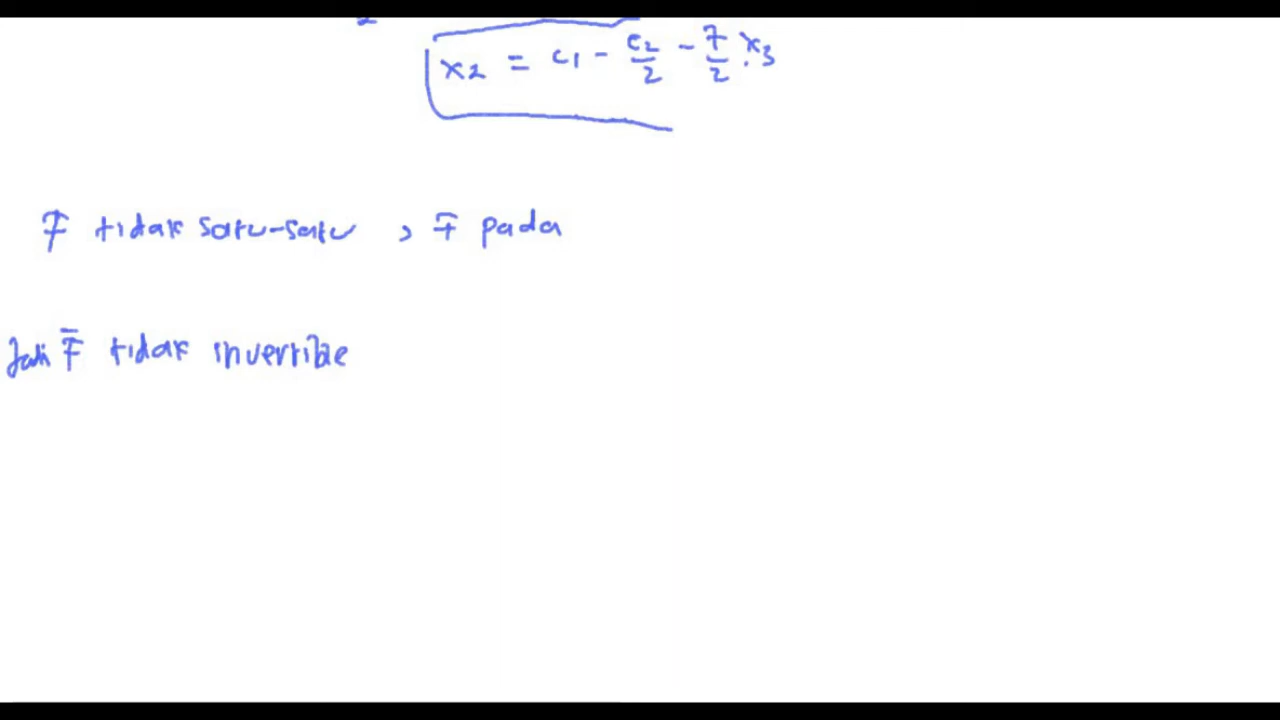 x2 = c1 - c2/2 - 7/2 . x3
F tidak satu-satu , F pada
Jadi F tidak invertible